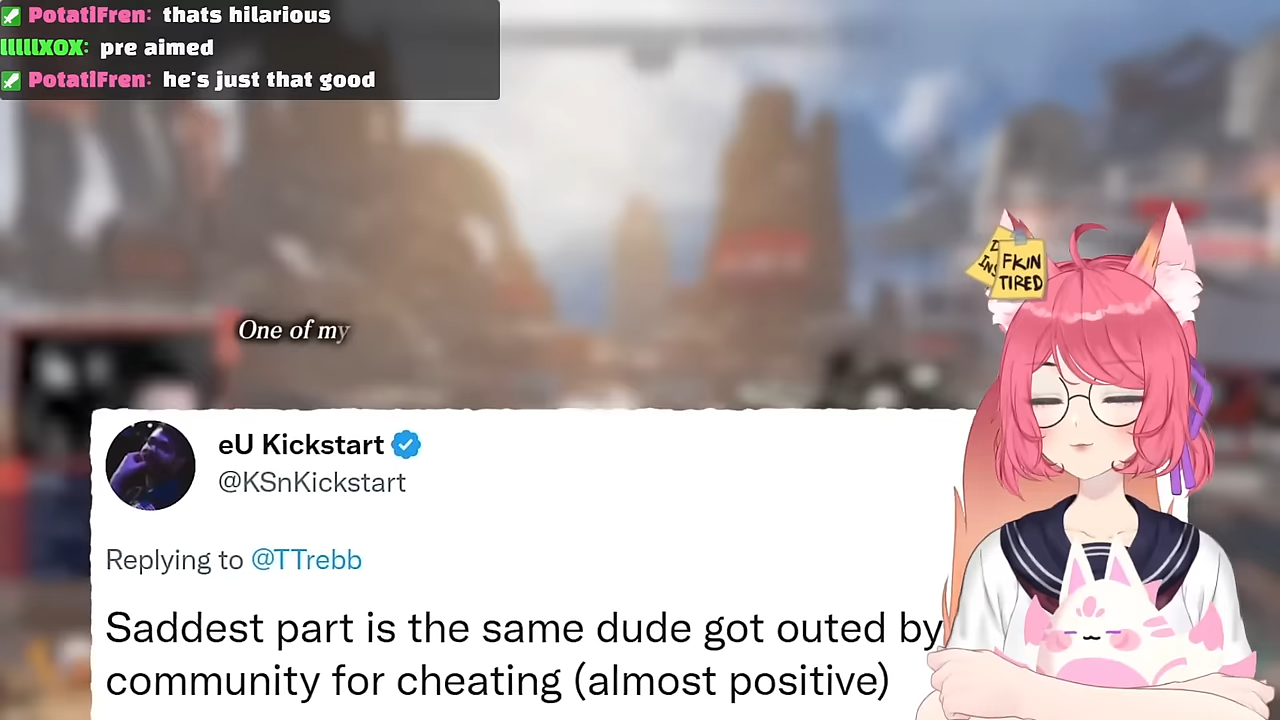 PotatiFren: thats hilarious
lllllXOX: pre aimed
PotatiFren: he's just that good
FKIN
TIRED
One of my
eU Kickstart
@KSnKickstart
Replying to @TTrebb
Saddest part is the same dude got outed by
community for cheating (almost positive)